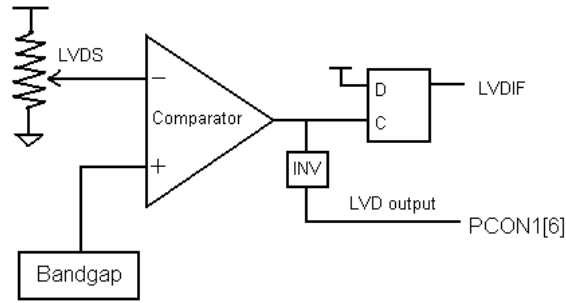 LVDS
−
Comparator
+
D
C
LVDIF
INV
LVD output
PCON1[6]
Bandgap